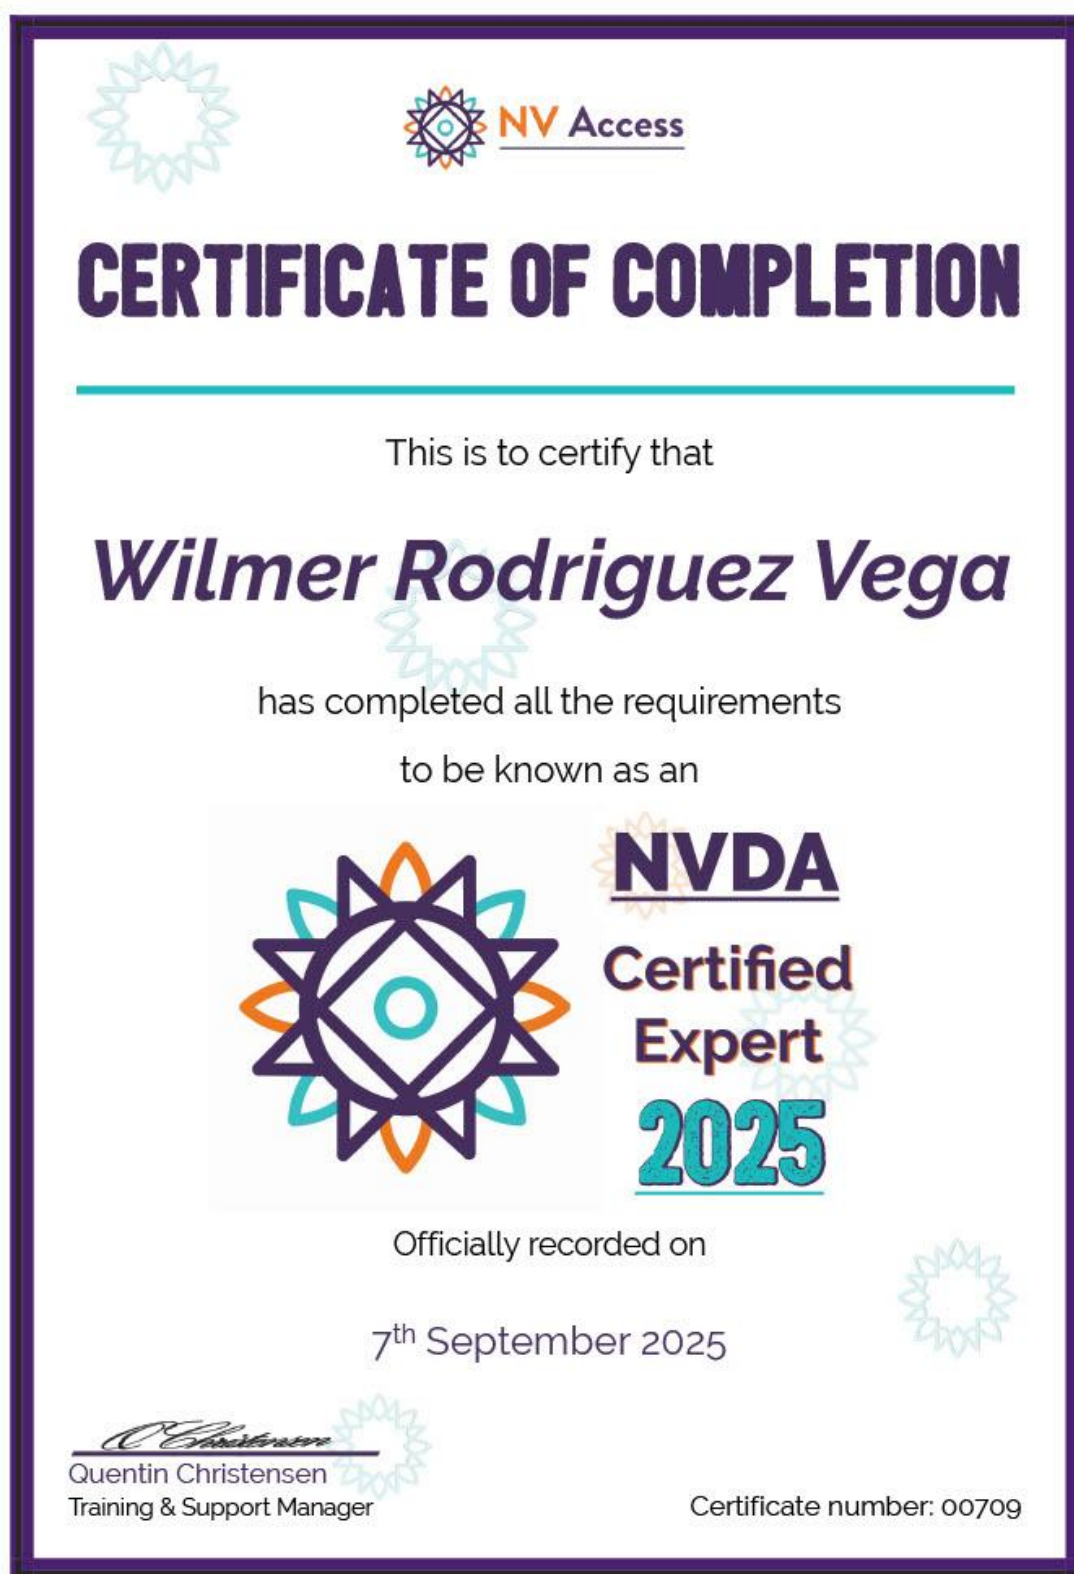 NV Access
CERTIFICATE OF COMPLETION
This is to certify that
Wilmer Rodriguez Vega
has completed all the requirements
to be known as an
NVDA
Certified
Expert
2025
Officially recorded on
7th September 2025
Q Christensen
Quentin Christensen
Training & Support Manager
Certificate number: 00709